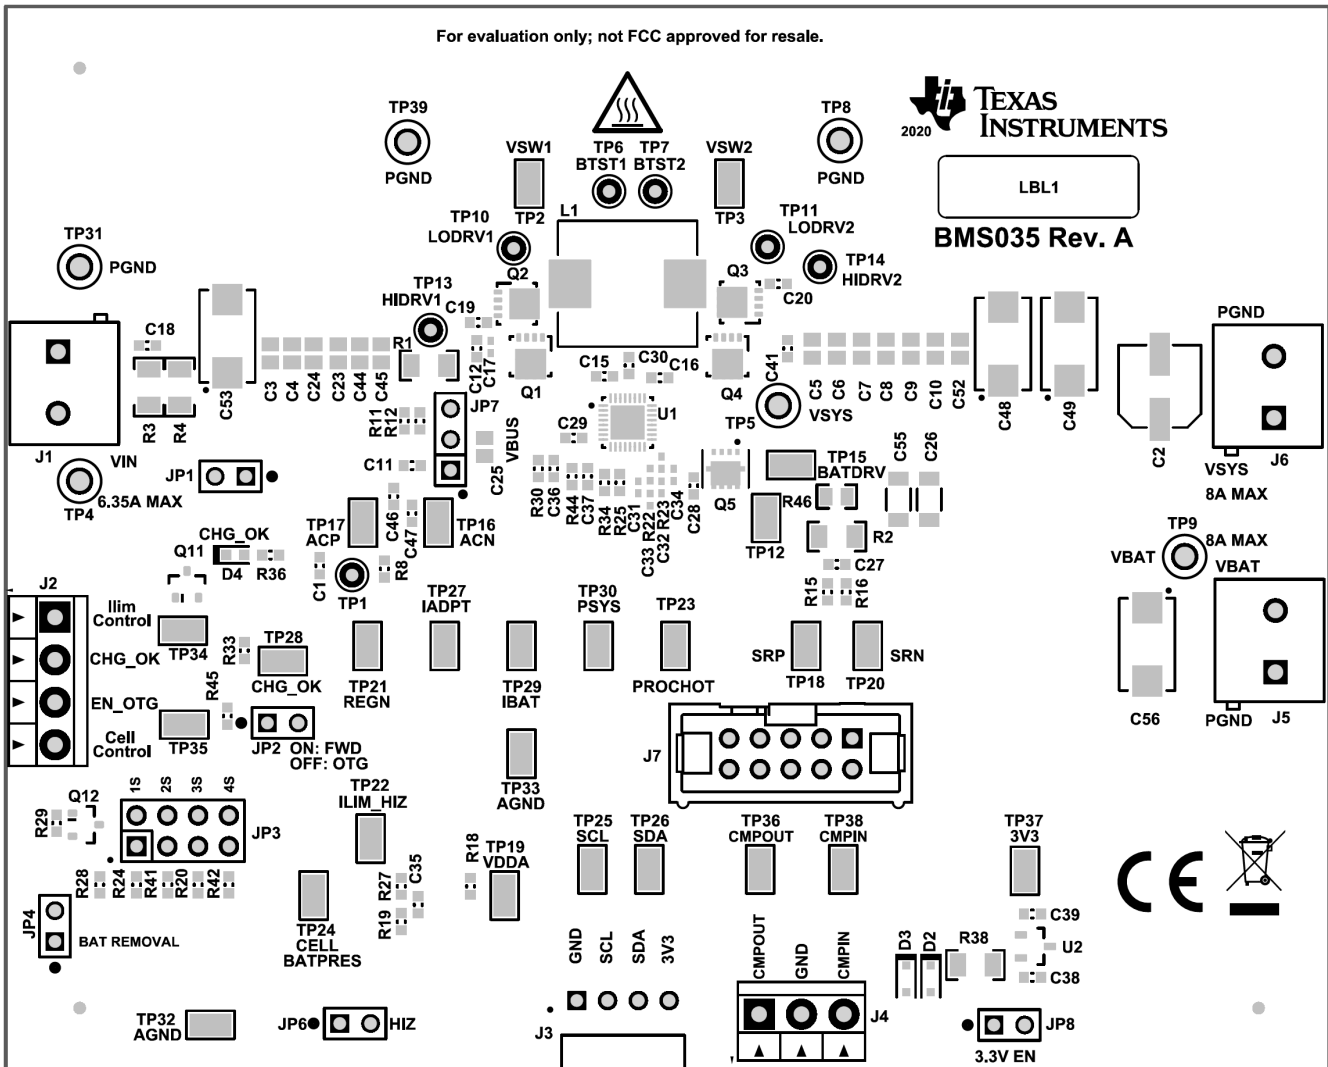 For evaluation only; not FCC approved for resale.
TP39
PGND
VSW1
TP2
TP6
BTST1
TP7
BTST2
VSW2
TP3
TP8
PGND
2020
TEXAS
INSTRUMENTS
LBL1
BMS035 Rev. A
TP31
PGND
TP10
LODRV1
L1
TP11
LODRV2
TP14
HIDRV2
Q2
Q3
C20
TP13
HIDRV1
C19
C18
R3
R4
C53
C3
C4
C24
C23
C44
C45
R1
C12
C17
Q1
C15
C30
C16
Q4
C41
C5
C6
C7
C8
C9
C10
C52
C48
C49
C2
PGND
J6
VSYS
8A MAX
J1
VIN
TP4
6.35A MAX
JP1
R11
R12
JP7
C11
VBUS
C25
C29
U1
TP5
VSYS
R30
C36
R44
C37
R34
R25
C31
R22
R23
C33
C32
C34
C28
Q5
TP15
BATDRV
R46
TP12
R2
C55
C26
C27
R15
R16
TP9
8A MAX
VBAT
VBAT
J5
PGND
C56
TP17
ACP
C46
C47
TP16
ACN
CHG_OK
Q11
D4
R36
C1
TP1
R8
J2
Ilim
Control
CHG_OK
EN_OTG
Cell
Control
TP34
R33
TP28
CHG_OK
R45
TP35
JP2
ON: FWD
OFF: OTG
TP21
REGN
TP27
IADPT
TP29
IBAT
TP30
PSYS
TP23
PROCHOT
SRP
TP18
SRN
TP20
J7
TP33
AGND
1S
2S
3S
4S
Q12
R29
JP3
R28
R24
R41
R20
R42
TP22
ILIM_HIZ
R27
R19
C35
R18
TP19
VDDA
TP25
SCL
TP26
SDA
TP36
CMPOUT
TP38
CMPIN
TP37
3V3
JP4
BAT REMOVAL
TP24
CELL
BATPRES
GND
SCL
SDA
3V3
J3
CMPOUT
GND
CMPIN
J4
D3
D2
R38
C39
U2
C38
JP8
3.3V EN
TP32
AGND
JP6
HIZ
CE